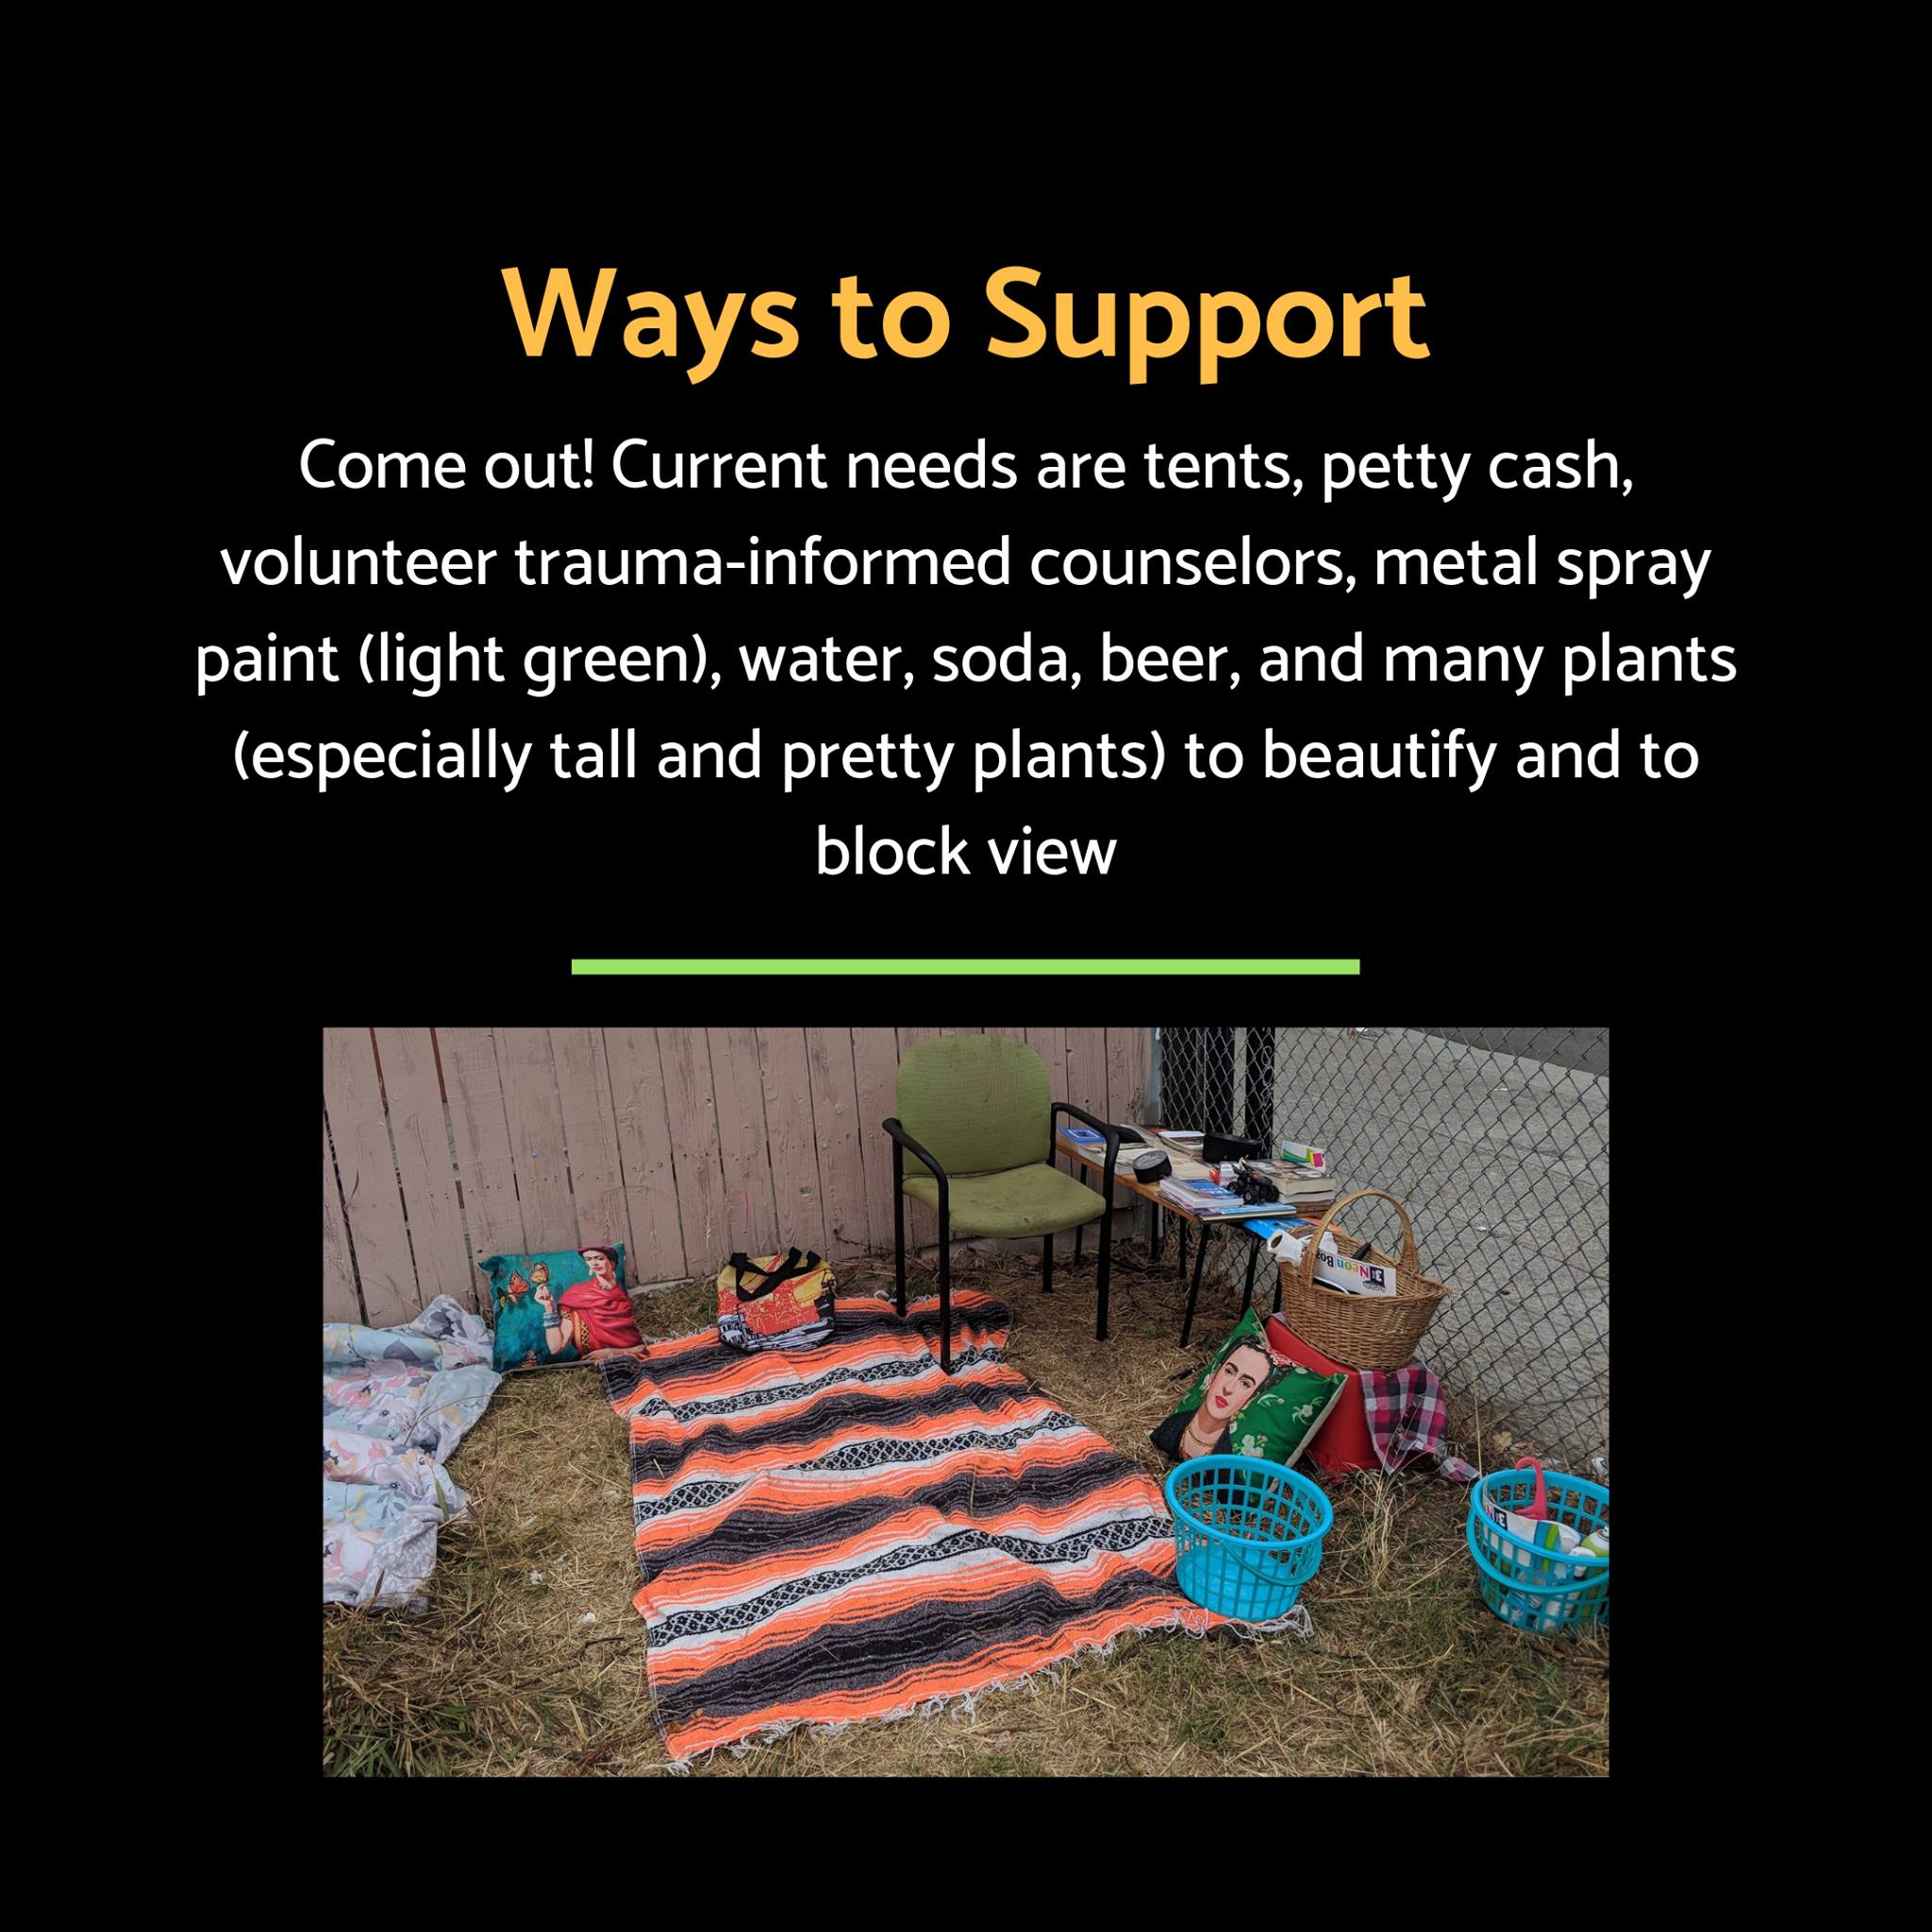 Ways to Support
Come out! Current needs are tents, petty cash,
volunteer trauma-informed counselors, metal spray
paint (light green), water, soda, beer, and many plants
(especially tall and pretty plants) to beautify and to
block view